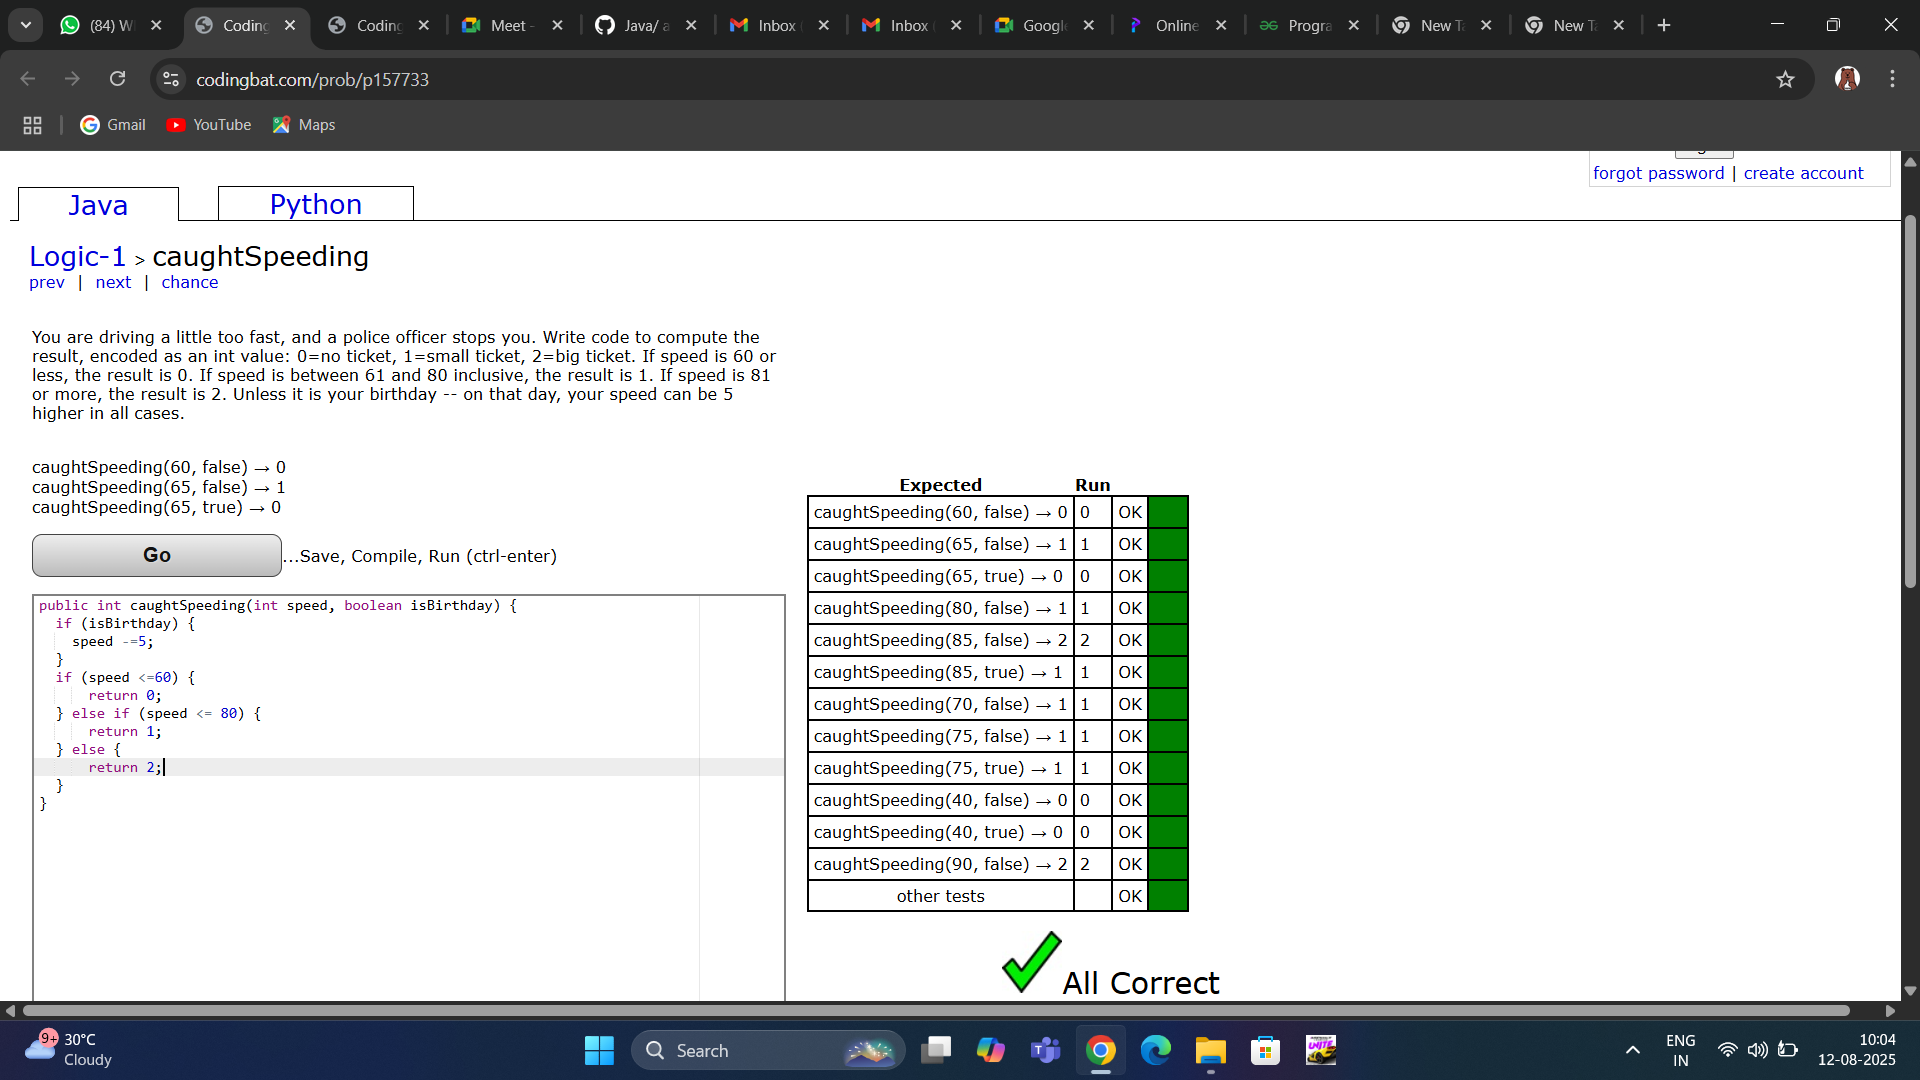 (84) W
Coding
Coding
Meet -
Java/ a
Inbox (
Inbox (
Google
Online
Progra
New Ta
New Ta
codingbat.com/prob/p157733
Gmail
YouTube
Maps
forgot password | create account
Java
Python
Logic-1 > caughtSpeeding
prev | next | chance
You are driving a little too fast, and a police officer stops you. Write code to compute the
result, encoded as an int value: 0=no ticket, 1=small ticket, 2=big ticket. If speed is 60 or
less, the result is 0. If speed is between 61 and 80 inclusive, the result is 1. If speed is 81
or more, the result is 2. Unless it is your birthday -- on that day, your speed can be 5
higher in all cases.
caughtSpeeding(60, false) → 0
caughtSpeeding(65, false) → 1
caughtSpeeding(65, true) → 0
Go
...Save, Compile, Run (ctrl-enter)
public int caughtSpeeding(int speed, boolean isBirthday) {
if (isBirthday) {
speed -=5;
}
if (speed <=60) {
return 0;
} else if (speed <= 80) {
return 1;
} else {
return 2;
}
}
Expected Run
caughtSpeeding(60, false) → 0 0 OK
caughtSpeeding(65, false) → 1 1 OK
caughtSpeeding(65, true) → 0 0 OK
caughtSpeeding(80, false) → 1 1 OK
caughtSpeeding(85, false) → 2 2 OK
caughtSpeeding(85, true) → 1 1 OK
caughtSpeeding(70, false) → 1 1 OK
caughtSpeeding(75, false) → 1 1 OK
caughtSpeeding(75, true) → 1 1 OK
caughtSpeeding(40, false) → 0 0 OK
caughtSpeeding(40, true) → 0 0 OK
caughtSpeeding(90, false) → 2 2 OK
other tests OK
All Correct
9+
30°C
Cloudy
Search
UNITE
ENG
IN
10:04
12-08-2025